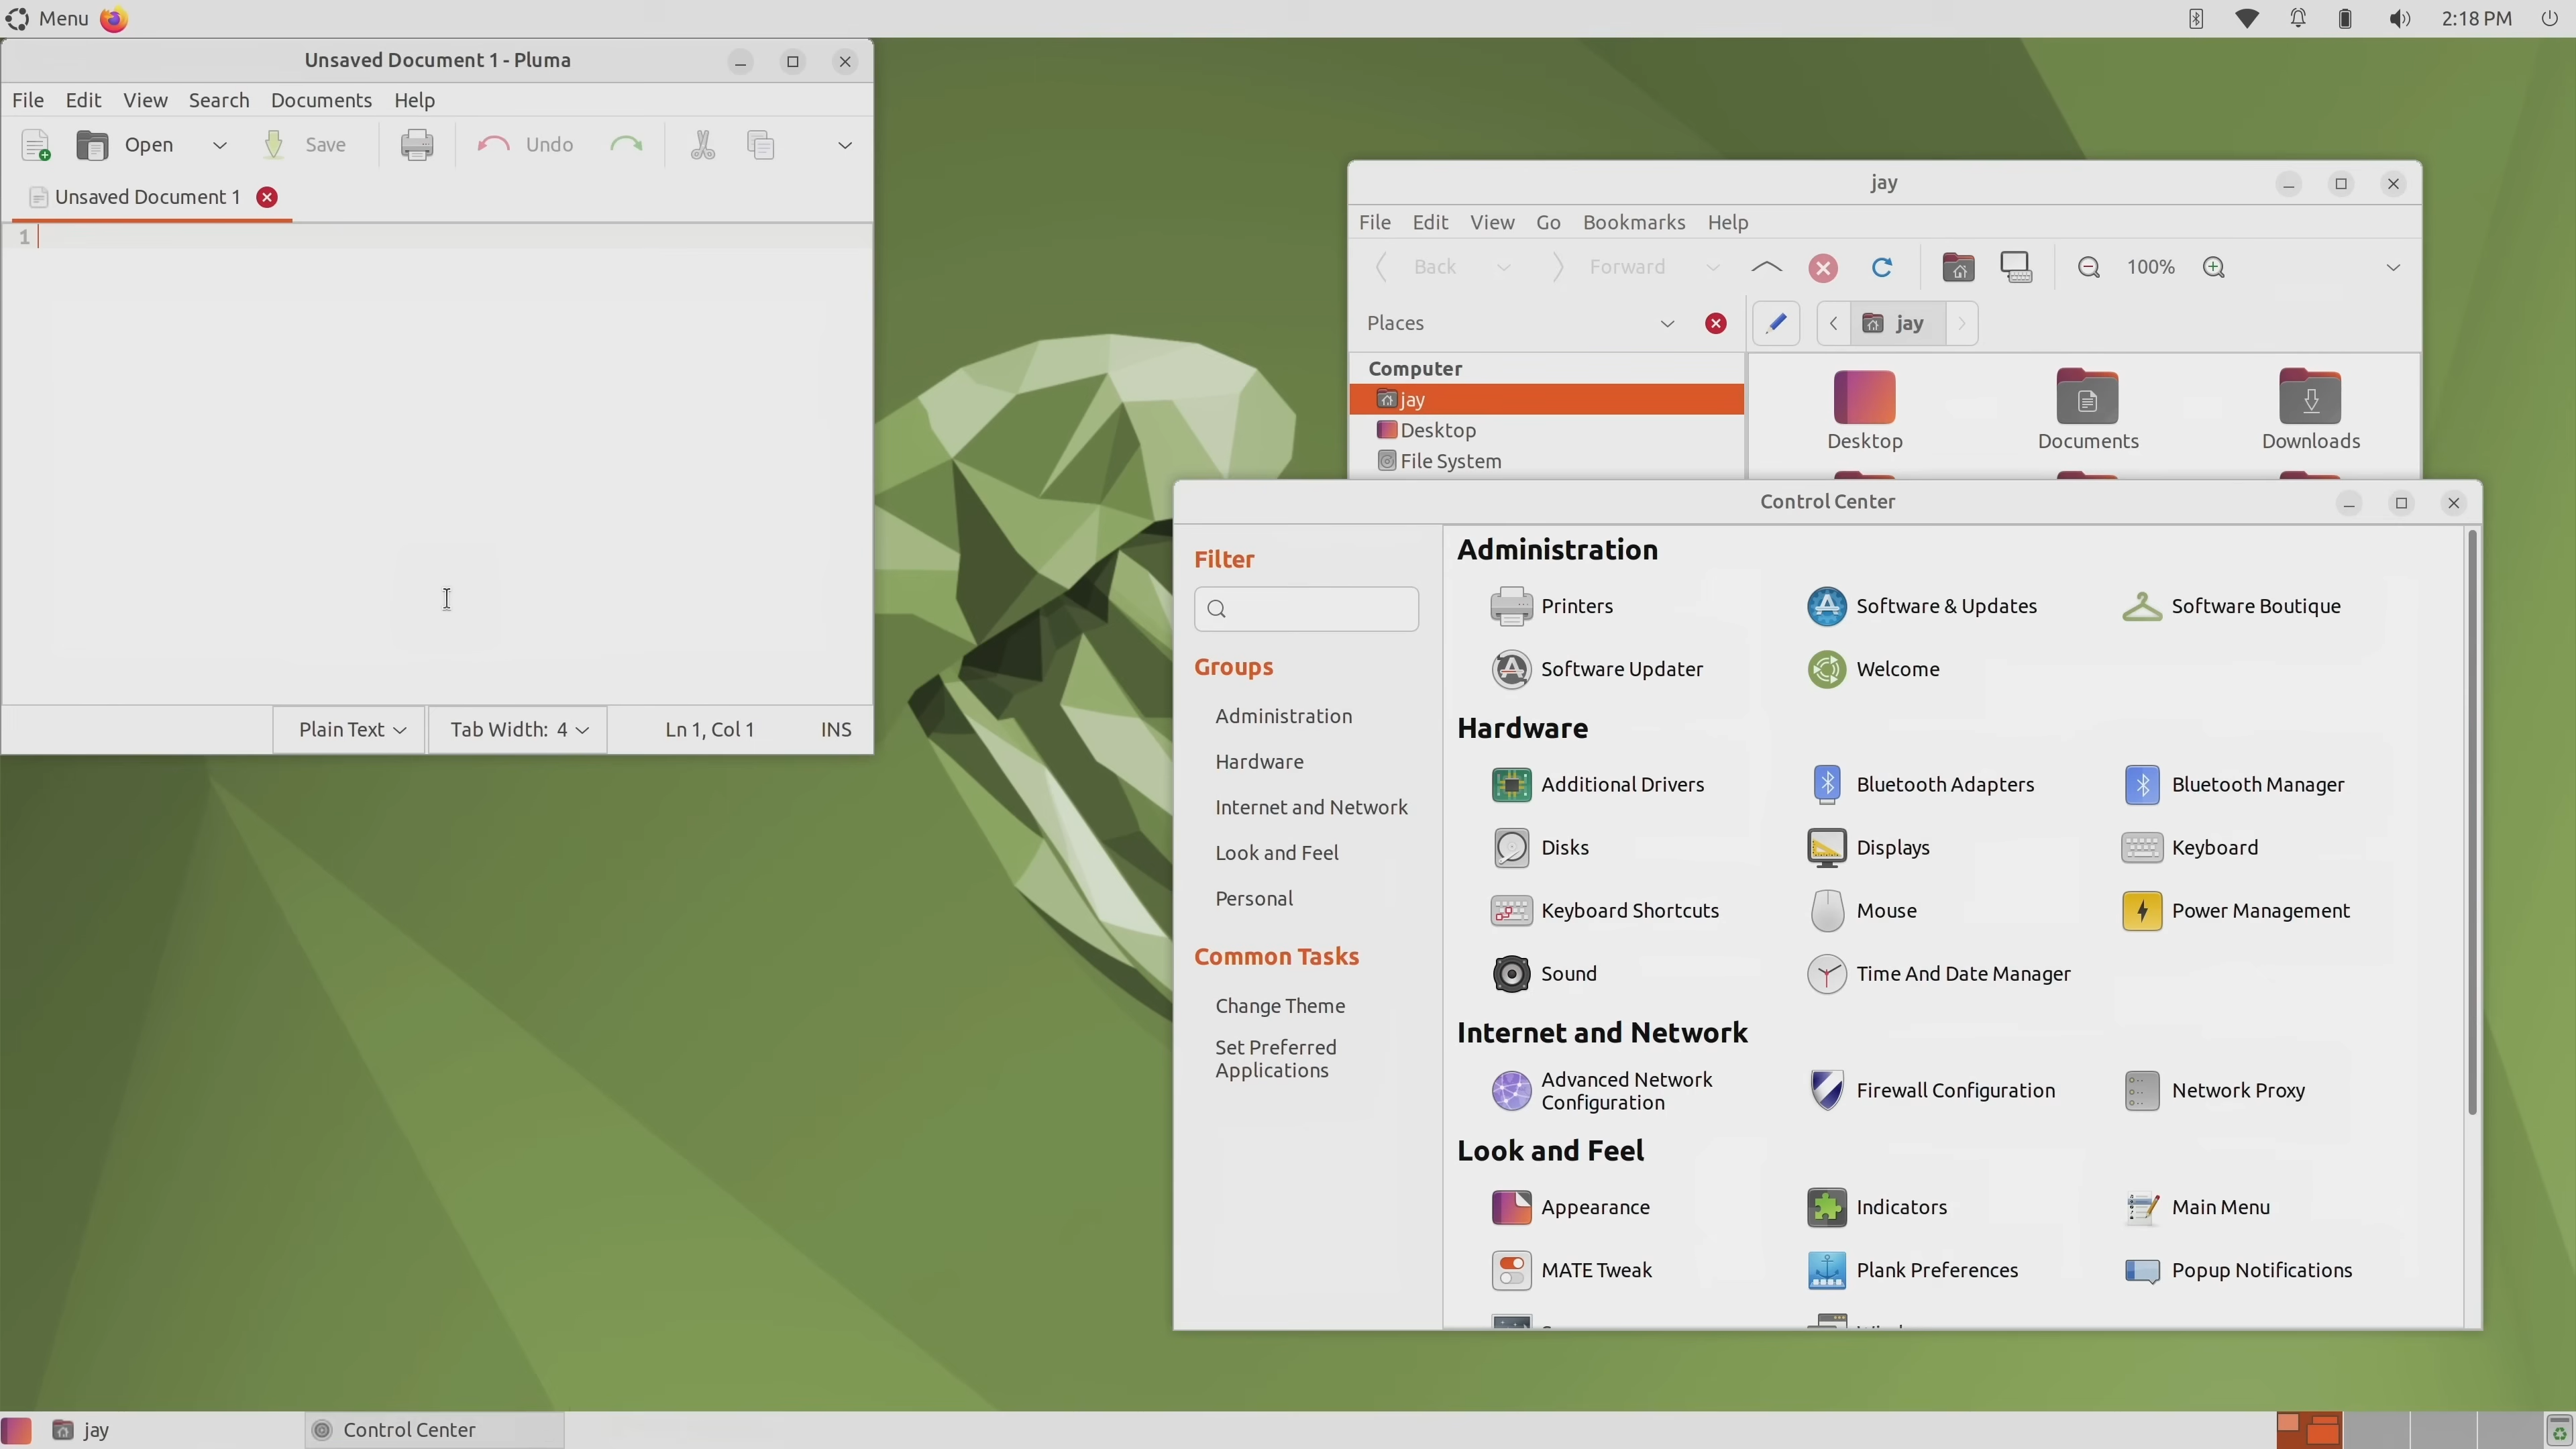 Menu
2:18 PM
Unsaved Document 1 - Pluma
File Edit View Search Documents Help
Open Save Undo
Unsaved Document 1
1
Plain Text Tab Width: 4 Ln 1, Col 1 INS
jay
File Edit View Go Bookmarks Help
Back Forward 100%
Places jay
Computer
jay
Desktop
File System
Desktop Documents Downloads
Control Center
Filter
Groups
Administration
Hardware
Internet and Network
Look and Feel
Personal
Common Tasks
Change Theme
Set Preferred
Applications
Administration
Printers Software & Updates Software Boutique
Software Updater Welcome
Hardware
Additional Drivers Bluetooth Adapters Bluetooth Manager
Disks Displays Keyboard
Keyboard Shortcuts Mouse Power Management
Sound Time And Date Manager
Internet and Network
Advanced Network
Configuration Firewall Configuration Network Proxy
Look and Feel
Appearance Indicators Main Menu
MATE Tweak Plank Preferences Popup Notifications
jay Control Center